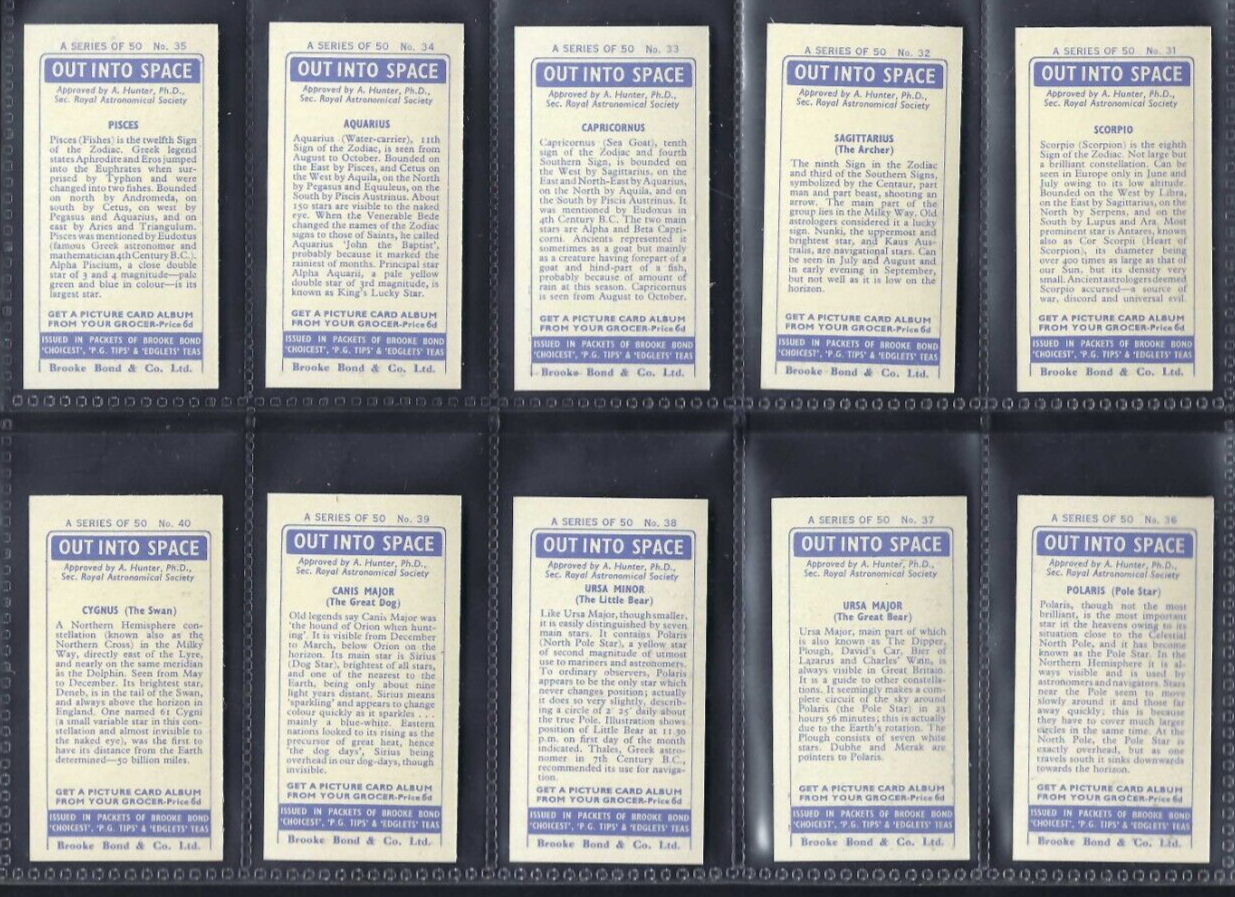 A SERIES OF 50 No. 35
OUT INTO SPACE
Approved by A. Hunter, Ph.D.,
Sec. Royal Astronomical Society
PISCES
Pisces (Fishes) is the twelfth Sign
of the Zodiac. Greek legend
states Aphrodite and Eros jumped
into the Euphrates when sur-
prised by Typhon and were
changed into two fishes. Bounded
on north by Andromeda, on
south by Cetus, on west by
Pegasus and Aquarius, and on
east by Aries and Triangulum.
Pisces was mentioned by Eudoxus
(famous Greek astronomer and
mathematician 4th Century B.C.).
Alpha Piscium, a close double
star of 3 and 4 magnitude—pale
green and blue in colour—is its
largest star.
GET A PICTURE CARD ALBUM
FROM YOUR GROCER-Price 6d
ISSUED IN PACKETS OF BROOKE BOND
'CHOICEST', 'P.G. TIPS' & 'EDGLETS' TEAS
Brooke Bond & Co. Ltd.
A SERIES OF 50 No. 34
OUT INTO SPACE
Approved by A. Hunter, Ph.D.,
Sec. Royal Astronomical Society
AQUARIUS
Aquarius (Water-carrier), 11th
Sign of the Zodiac, is seen from
August to October. Bounded on
the East by Pisces, and Cetus on
the West by Aquila, on the North
by Pegasus and Equuleus, on the
South by Piscis Austrinus. About
150 stars are visible to the naked
eye. When the Venerable Bede
changed the names of the Zodiac
signs to those of Saints, he called
Aquarius 'John the Baptist',
probably because it marked the
rainiest of months. Principal star
Alpha Aquarii, a pale yellow
double star of 3rd magnitude, is
known as King's Lucky Star.
GET A PICTURE CARD ALBUM
FROM YOUR GROCER-Price 6d
ISSUED IN PACKETS OF BROOKE BOND
'CHOICEST', 'P.G. TIPS' & 'EDGLETS' TEAS
Brooke Bond & Co. Ltd.
A SERIES OF 50 No. 33
OUT INTO SPACE
Approved by A. Hunter, Ph.D.,
Sec. Royal Astronomical Society
CAPRICORNUS
Capricornus (Sea Goat), tenth
sign of the Zodiac and fourth
Southern Sign, is bounded on
the West by Sagittarius, on the
East and North-East by Aquarius,
on the North by Aquila, and on
the South by Piscis Austrinus. It
was mentioned by Eudoxus in
4th Century B.C. The two main
stars are Alpha and Beta Capri-
corni. Ancients represented it
sometimes as a goat but mainly
as a creature having forepart of a
goat and hind-part of a fish,
probably because of amount of
rain at this season. Capricornus
is seen from August to October.
GET A PICTURE CARD ALBUM
FROM YOUR GROCER-Price 6d
ISSUED IN PACKETS OF BROOKE BOND
'CHOICEST', 'P.G. TIPS' & 'EDGLETS' TEAS
Brooke Bond & Co. Ltd.
A SERIES OF 50 No. 32
OUT INTO SPACE
Approved by A. Hunter, Ph.D.,
Sec. Royal Astronomical Society
SAGITTARIUS
(The Archer)
The ninth Sign in the Zodiac
and third of the Southern Signs,
symbolized by the Centaur, part
man and part beast, shooting an
arrow. The main part of the
group lies in the Milky Way. Old
astrologers considered it a lucky
sign. Nunki, the uppermost and
brightest star, and Kaus Aus-
tralis, are navigational stars. Can
be seen in July and August and
in early evening in September,
but not well as it is low on the
horizon.
GET A PICTURE CARD ALBUM
FROM YOUR GROCER-Price 6d
ISSUED IN PACKETS OF BROOKE BOND
'CHOICEST', 'P.G. TIPS' & 'EDGLETS' TEAS
Brooke Bond & Co. Ltd.
A SERIES OF 50 No. 31
OUT INTO SPACE
Approved by A. Hunter, Ph.D.,
Sec. Royal Astronomical Society
SCORPIO
Scorpio (Scorpion) is the eighth
Sign of the Zodiac. Not large but
a brilliant constellation. Can be
seen in Europe only in June and
July owing to its low altitude.
Bounded on the West by Libra,
on the East by Sagittarius, on the
North by Serpens, and on the
South by Lupus and Ara. Most
prominent star is Antares, known
also as Cor Scorpii (Heart of
Scorpion), its diameter being
over 400 times as large as that of
our Sun, but its density very
small. Ancient astrologers deemed
Scorpio accursed—a source of
war, discord and universal evil.
GET A PICTURE CARD ALBUM
FROM YOUR GROCER-Price 6d
ISSUED IN PACKETS OF BROOKE BOND
'CHOICEST', 'P.G. TIPS' & 'EDGLETS' TEAS
Brooke Bond & Co. Ltd.
A SERIES OF 50 No. 40
OUT INTO SPACE
Approved by A. Hunter, Ph.D.,
Sec. Royal Astronomical Society
CYGNUS (The Swan)
A Northern Hemisphere con-
stellation (known also as the
Northern Cross) in the Milky
Way, directly east of the Lyre,
and nearly on the same meridian
as the Dolphin. Seen from May
to December. Its brightest star,
Deneb, is in the tail of the Swan,
and always above the horizon in
England. One named 61 Cygni
(a small variable star in this con-
stellation and almost invisible to
the naked eye), was the first to
have its distance from the Earth
determined—50 billion miles.
GET A PICTURE CARD ALBUM
FROM YOUR GROCER-Price 6d
ISSUED IN PACKETS OF BROOKE BOND
'CHOICEST', 'P.G. TIPS' & 'EDGLETS' TEAS
Brooke Bond & Co. Ltd.
A SERIES OF 50 No. 39
OUT INTO SPACE
Approved by A. Hunter, Ph.D.,
Sec. Royal Astronomical Society
CANIS MAJOR
(The Great Dog)
Old legends say Canis Major was
'the hound of Orion when hunt-
ing'. It is visible from December
to March, below Orion on the
horizon. Its main star is Sirius
(Dog Star), brightest of all stars,
and one of the nearest to the
Earth, being only about nine
light years distant. Sirius means
'sparkling' and appears to change
colour quickly as it sparkles . . .
mainly a blue-white. Eastern
nations looked to its rising as the
precursor of great heat, hence
'the dog days', Sirius being
overhead in our dog-days, though
invisible.
GET A PICTURE CARD ALBUM
FROM YOUR GROCER-Price 6d
ISSUED IN PACKETS OF BROOKE BOND
'CHOICEST', 'P.G. TIPS' & 'EDGLETS' TEAS
Brooke Bond & Co. Ltd.
A SERIES OF 50 No. 38
OUT INTO SPACE
Approved by A. Hunter, Ph.D.,
Sec. Royal Astronomical Society
URSA MINOR
(The Little Bear)
Like Ursa Major, though smaller,
it is easily distinguished by seven
main stars. It contains Polaris
(North Pole Star), a yellow star
of second magnitude of utmost
use to mariners and astronomers.
To ordinary observers, Polaris
appears to be the only star which
never changes position; actually
it does so very slightly, describ-
ing a circle of 2° 25' daily about
the true Pole. Illustration shows
position of Little Bear at 11.30
p.m. on first day of the month
indicated. Thales, Greek astro-
nomer in 7th Century B.C.,
recommended its use for naviga-
tion.
GET A PICTURE CARD ALBUM
FROM YOUR GROCER-Price 6d
ISSUED IN PACKETS OF BROOKE BOND
'CHOICEST', 'P.G. TIPS' & 'EDGLETS' TEAS
Brooke Bond & Co. Ltd.
A SERIES OF 50 No. 37
OUT INTO SPACE
Approved by A. Hunter, Ph.D.,
Sec. Royal Astronomical Society
URSA MAJOR
(The Great Bear)
Ursa Major, main part of which
is also known as The Dipper,
Plough, David's Car, Bier of
Lazarus and Charles' Wain, is
always visible in Great Britain.
It is a guide to other constella-
tions. It seemingly makes a com-
plete circuit of the sky around
Polaris (the Pole Star) in 23
hours 56 minutes; this is actually
due to the Earth's rotation. The
Plough consists of seven white
stars. Dubhe and Merak are
pointers to Polaris.
GET A PICTURE CARD ALBUM
FROM YOUR GROCER-Price 6d
ISSUED IN PACKETS OF BROOKE BOND
'CHOICEST', 'P.G. TIPS' & 'EDGLETS' TEAS
Brooke Bond & Co. Ltd.
A SERIES OF 50 No. 36
OUT INTO SPACE
Approved by A. Hunter, Ph.D.,
Sec. Royal Astronomical Society
POLARIS (Pole Star)
Polaris, though not the most
brilliant, is the most important
star in the heavens owing to its
situation close to the Celestial
North Pole, and it has become
known as the Pole Star. In the
Northern Hemisphere it is al-
ways visible and is used by
astronomers and navigators. Stars
near the Pole seem to move
slowly around it and those far
away quickly; this is because
they have to cover much larger
circles in the same time. At the
North Pole, the Pole Star is
exactly overhead, but as one
travels south it sinks downwards
towards the horizon.
GET A PICTURE CARD ALBUM
FROM YOUR GROCER-Price 6d
ISSUED IN PACKETS OF BROOKE BOND
'CHOICEST', 'P.G. TIPS' & 'EDGLETS' TEAS
Brooke Bond & Co. Ltd.